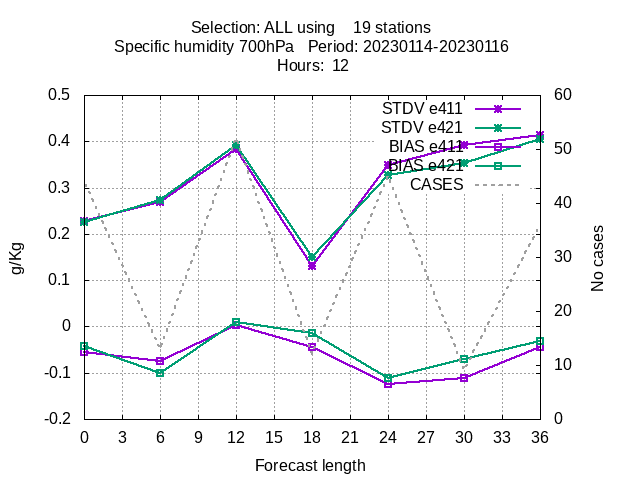 Selection: ALL using    19 stations
Specific humidity 700hPa   Period: 20230114-20230116
Hours:  12
STDV e411
STDV e421
BIAS e411
BIAS e421
CASES
0.5
0.4
0.3
0.2
0.1
0
-0.1
-0.2
g/Kg
60
50
40
30
20
10
0
No cases
0 3 6 9 12 15 18 21 24 27 30 33 36
Forecast length